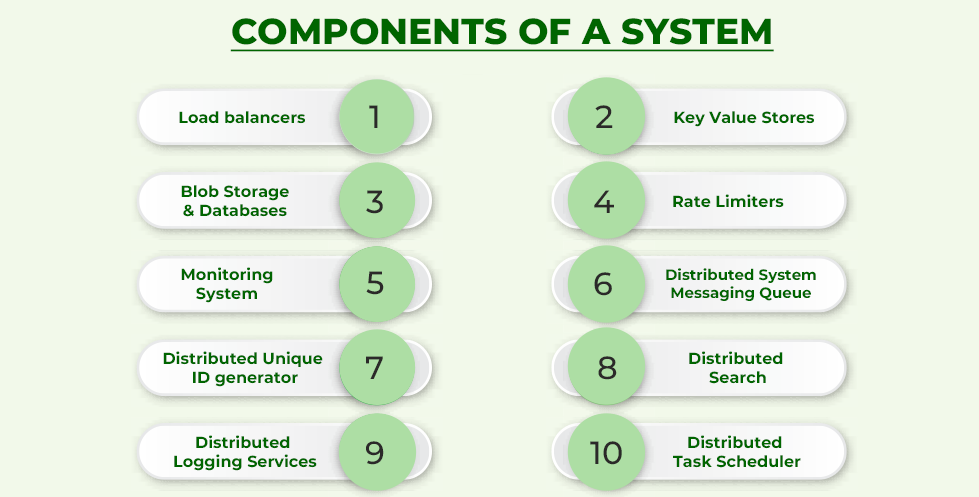 COMPONENTS OF A SYSTEM
Load balancers
1
2
Key Value Stores
Blob Storage
& Databases
3
4
Rate Limiters
Monitoring
System
5
6
Distributed System
Messaging Queue
Distributed Unique
ID generator
7
8
Distributed
Search
Distributed
Logging Services
9
10
Distributed
Task Scheduler